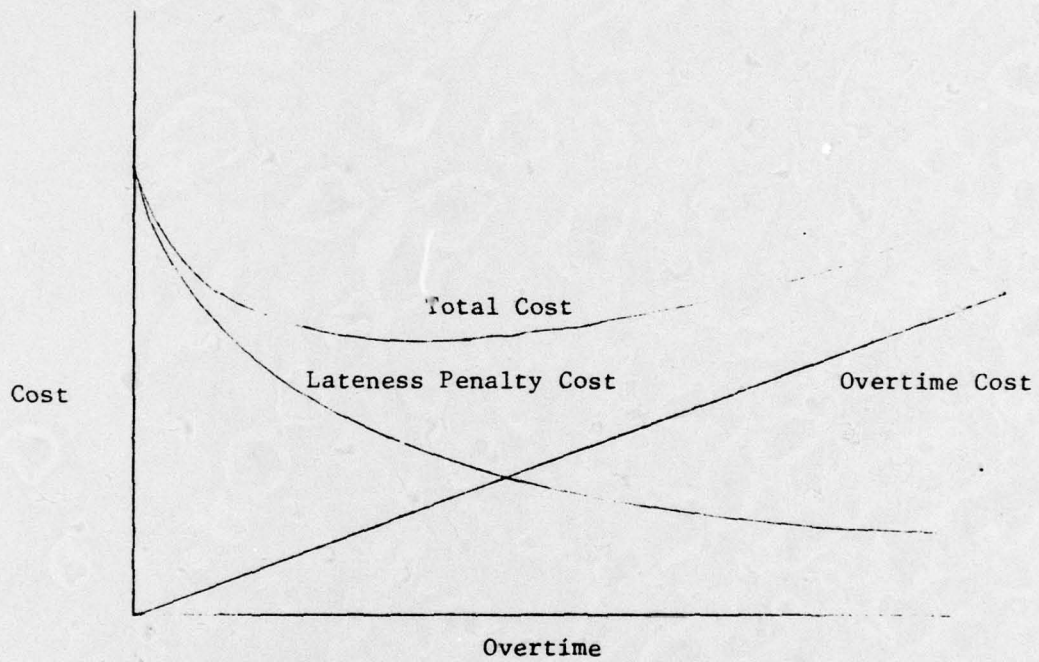 Total Cost
Lateness Penalty Cost
Overtime Cost
Cost
Overtime